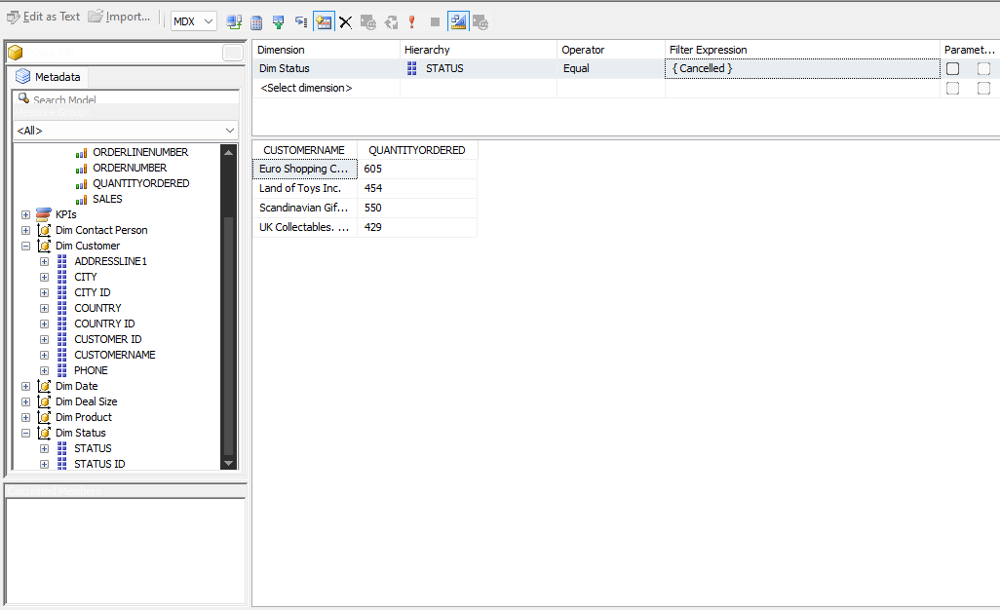 Edit as Text Import... MDX
Metadata
Search Model
Measure Group:
<All>
ORDERLINENUMBER
ORDERNUMBER
QUANTITYORDERED
SALES
KPIs
Dim Contact Person
Dim Customer
ADDRESSLINE1
CITY
CITY ID
COUNTRY
COUNTRY ID
CUSTOMER ID
CUSTOMERNAME
PHONE
Dim Date
Dim Deal Size
Dim Product
Dim Status
STATUS
STATUS ID
Dimension Hierarchy Operator Filter Expression Paramet...
Dim Status STATUS Equal { Cancelled }
<Select dimension>
CUSTOMERNAME QUANTITYORDERED
Euro Shopping C... 605
Land of Toys Inc. 454
Scandinavian Gif... 550
UK Collectables. ... 429